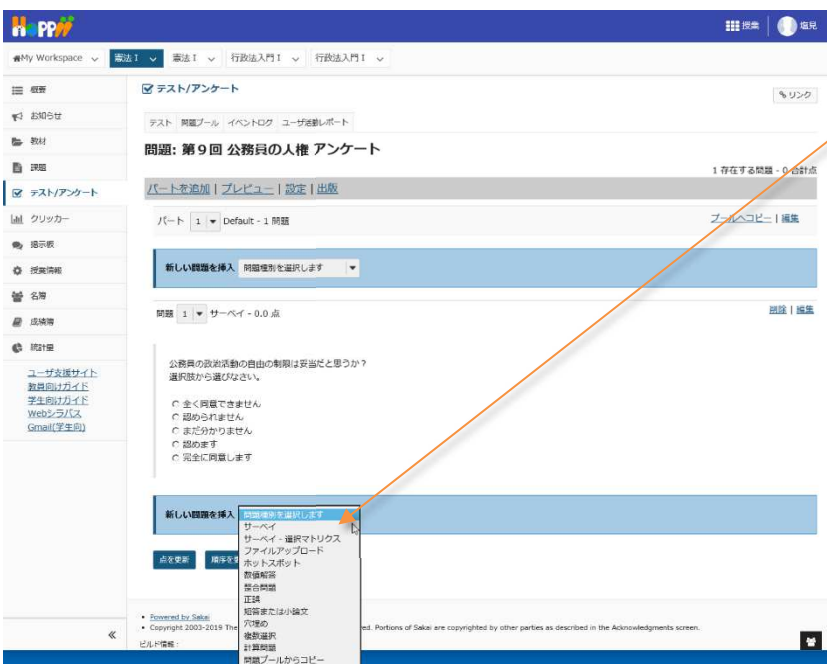 HoPPii
授業
塩見
My Workspace
憲法Ⅰ
憲法Ⅰ
行政法入門Ⅰ
行政法入門Ⅰ
概要
お知らせ
教材
課題
テスト/アンケート
クリッカー
掲示板
授業情報
名簿
成績簿
統計量
ユーザ支援サイト
教員向けガイド
学生向けガイド
Webシラバス
Gmail(学生向)
«
テスト/アンケート
リンク
テスト 問題プール イベントログ ユーザ活動レポート
問題: 第9回 公務員の人権 アンケート
1 存在する問題 - 0 合計点
パートを追加 | プレビュー | 設定 | 出版
パート 1 Default - 1 問題
プールへコピー | 編集
新しい問題を挿入 問題種別を選択します
問題 1 サーベイ - 0.0 点
削除 | 編集
公務員の政治活動の自由の制限は妥当だと思うか？
選択肢から選びなさい。
全く同意できません
認められません
まだ分かりません
認めます
完全に同意します
新しい問題を挿入 問題種別を選択します
サーベイ
サーベイ - 選択マトリクス
ファイルアップロード
ホットスポット
数値解答
整合問題
正誤
短答または小論文
穴埋め
複数選択
計算問題
問題プールからコピー
点を更新 順序を
Powered by Sakai
Copyright 2003-2019 The
ed. Portions of Sakai are copyrighted by other parties as described in the Acknowledgments screen.
ビルド情報 :